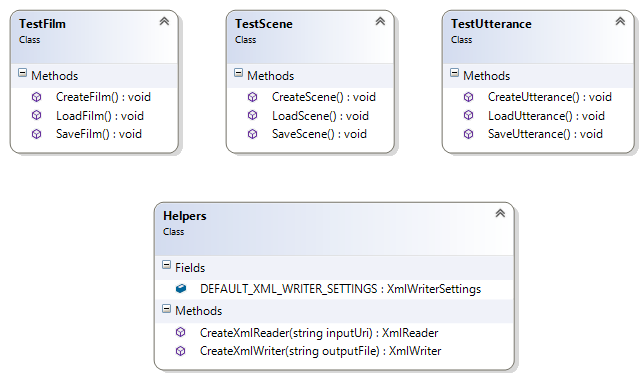 TestFilm
Class
Methods
CreateFilm() : void
LoadFilm() : void
SaveFilm() : void
TestScene
Class
Methods
CreateScene() : void
LoadScene() : void
SaveScene() : void
TestUtterance
Class
Methods
CreateUtterance() : void
LoadUtterance() : void
SaveUtterance() : void
Helpers
Class
Fields
DEFAULT_XML_WRITER_SETTINGS : XmlWriterSettings
Methods
CreateXmlReader(string inputUri) : XmlReader
CreateXmlWriter(string outputFile) : XmlWriter